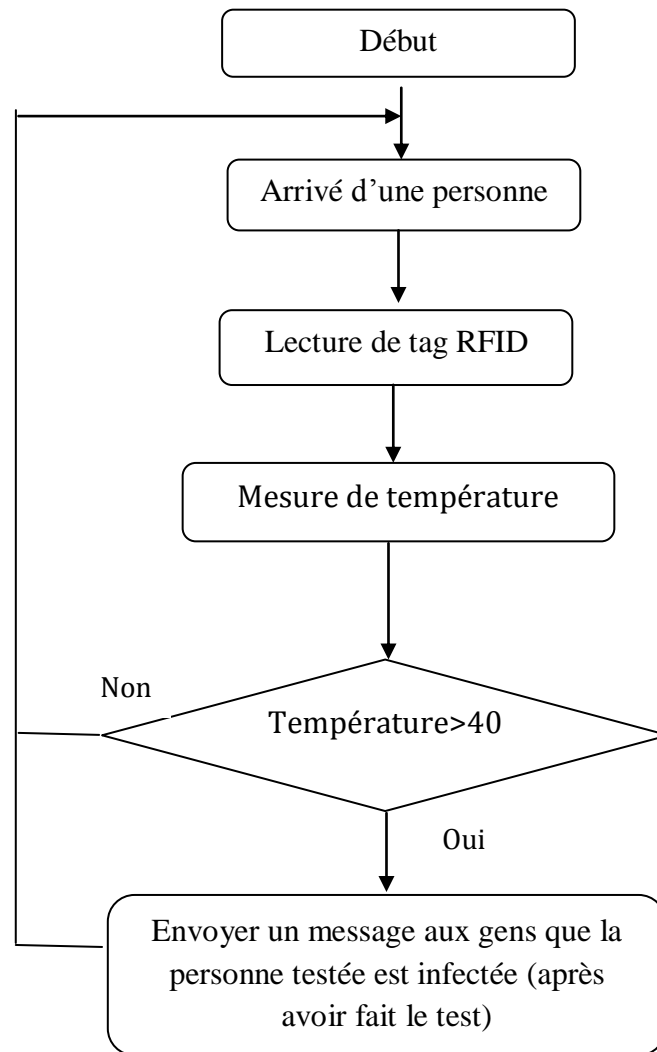 Début
Arrivé d’une personne
Lecture de tag RFID
Mesure de température
Non
Température>40
Oui
Envoyer un message aux gens que la
personne testée est infectée (après
avoir fait le test)